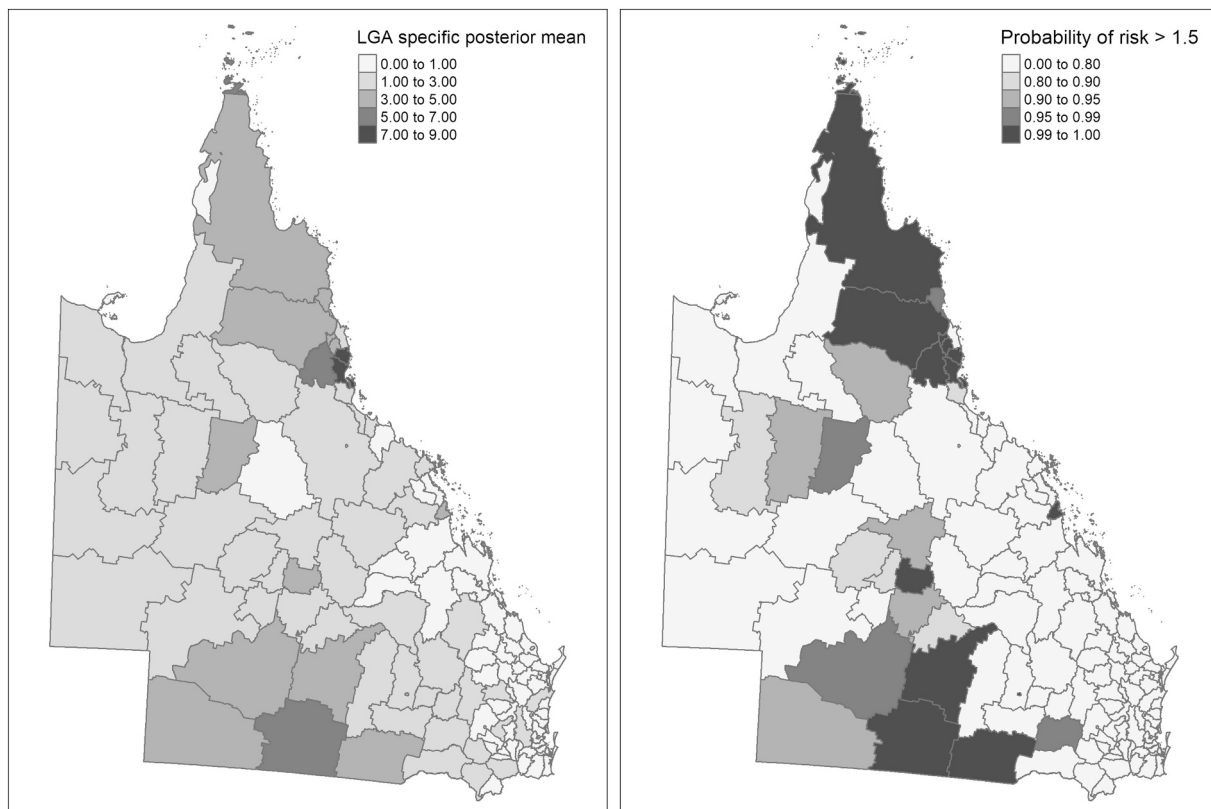 LGA specific posterior mean
0.00 to 1.00
1.00 to 3.00
3.00 to 5.00
5.00 to 7.00
7.00 to 9.00
Probability of risk > 1.5
0.00 to 0.80
0.80 to 0.90
0.90 to 0.95
0.95 to 0.99
0.99 to 1.00